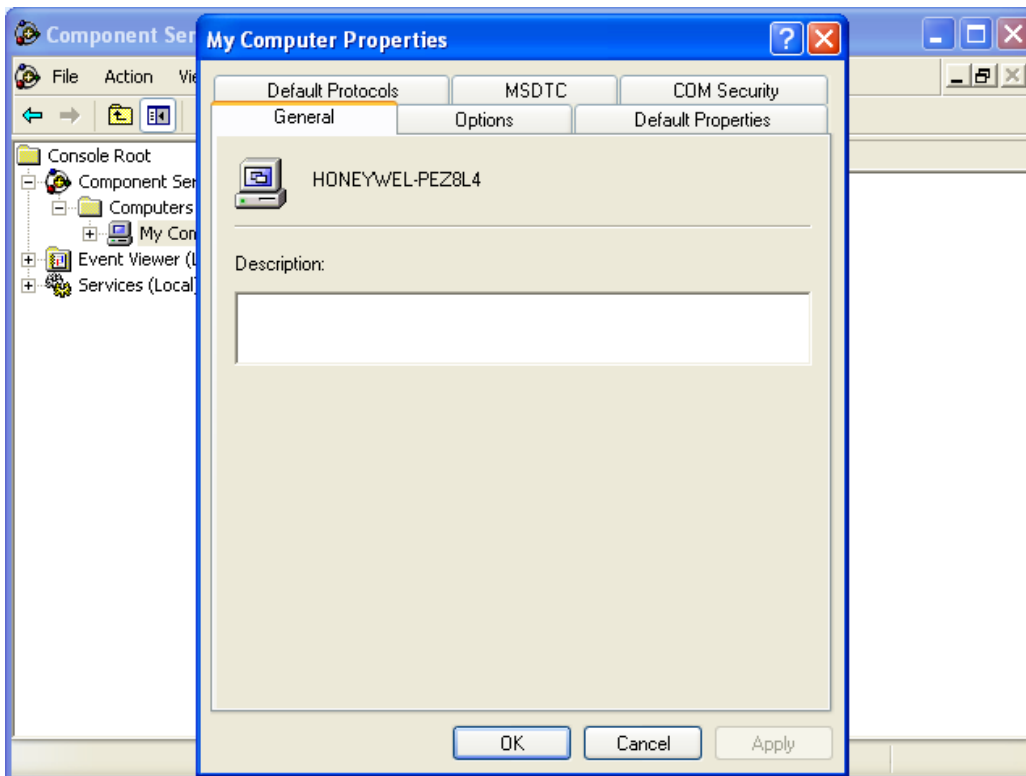 Component Ser
My Computer Properties
File Action Vie
Default Protocols MSDTC COM Security
General Options Default Properties
Console Root
Component Ser
Computers
My Com
Event Viewer (L
Services (Local)
HONEYWEL-PEZ8L4
Description:
OK Cancel Apply